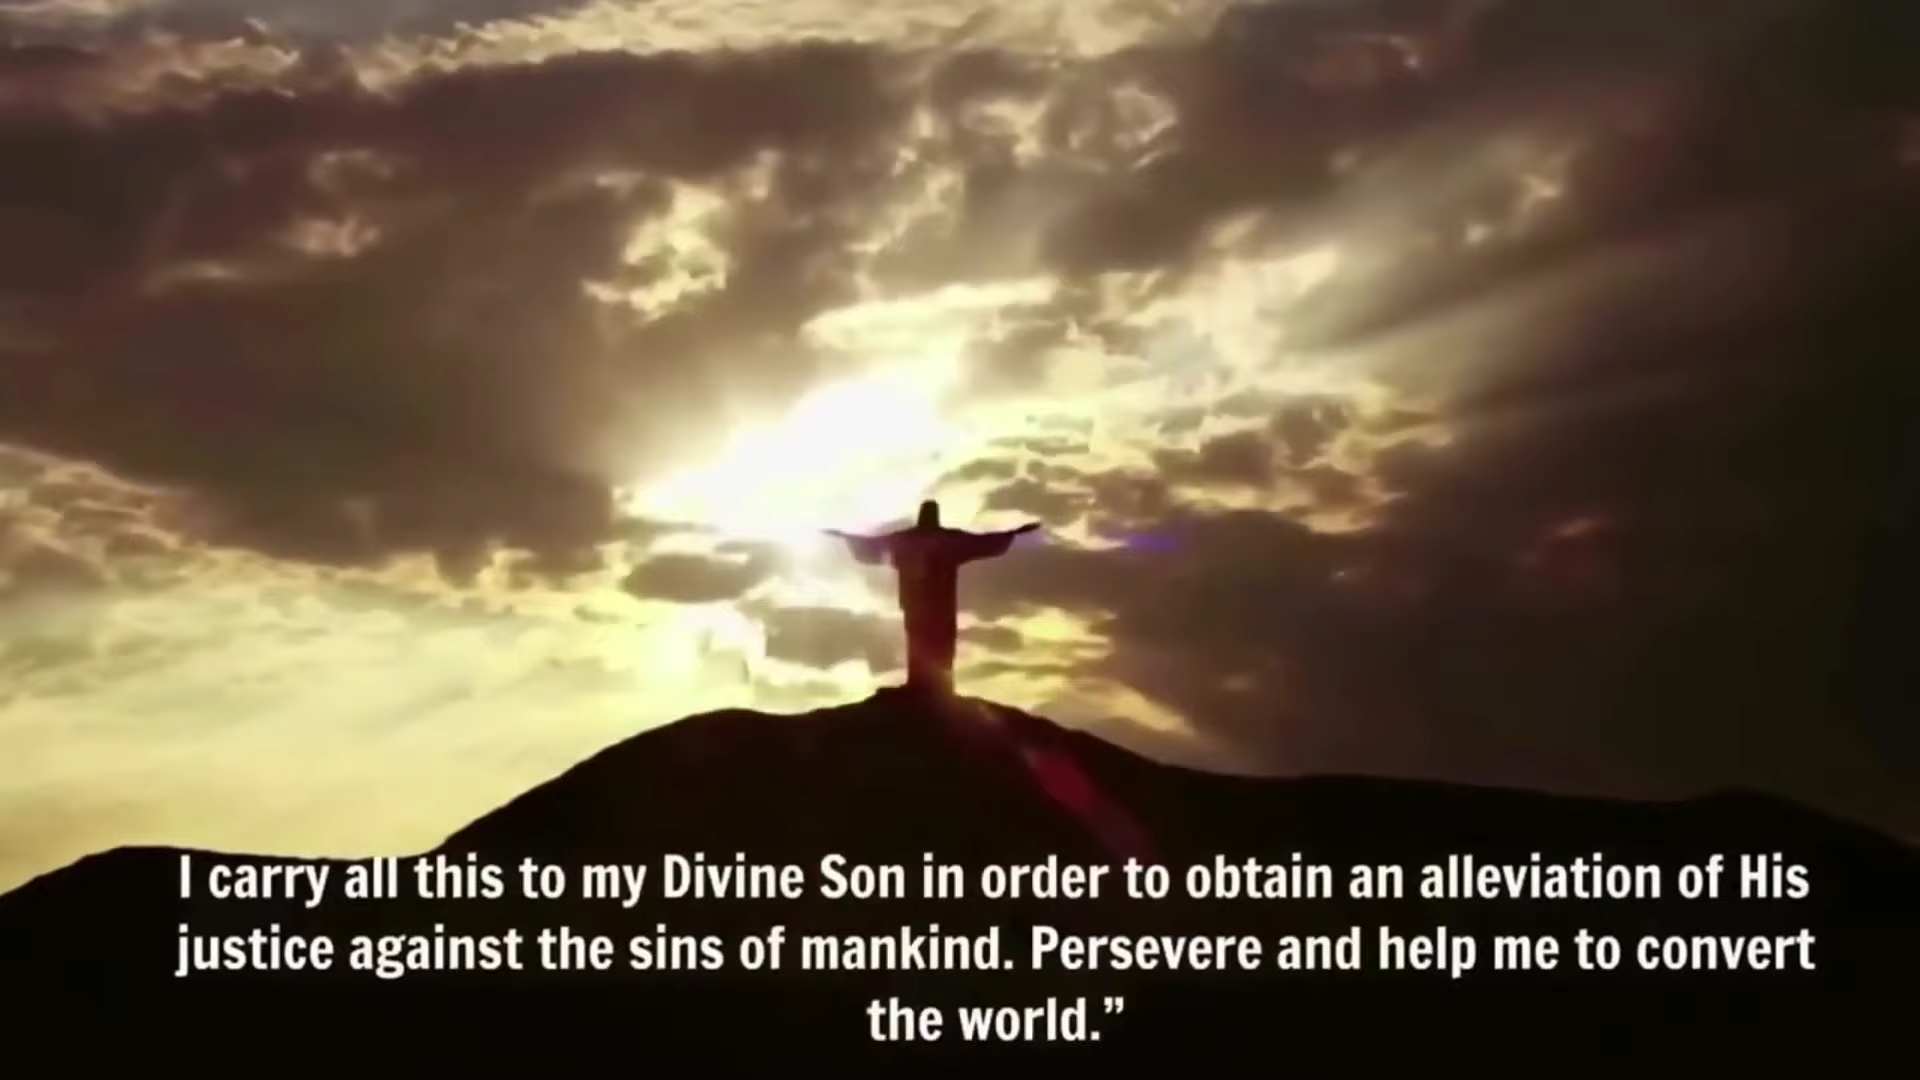 I carry all this to my Divine Son in order to obtain an alleviation of His
justice against the sins of mankind. Persevere and help me to convert
the world.”